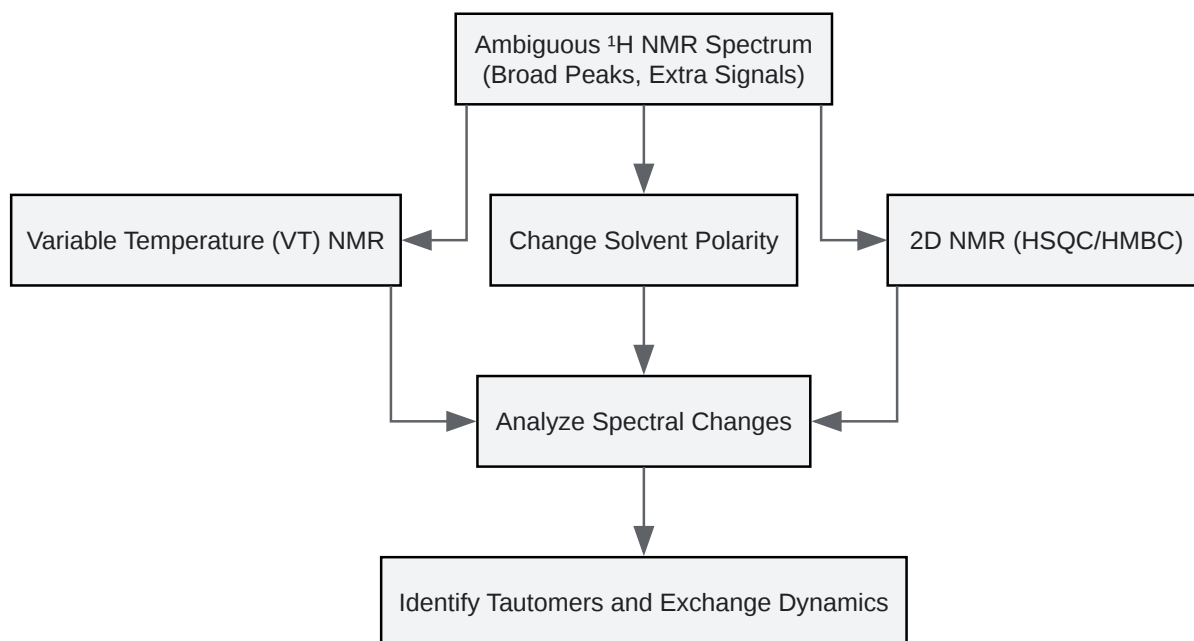 Ambiguous ¹H NMR Spectrum
(Broad Peaks, Extra Signals)
Variable Temperature (VT) NMR
Change Solvent Polarity
2D NMR (HSQC/HMBC)
Analyze Spectral Changes
Identify Tautomers and Exchange Dynamics